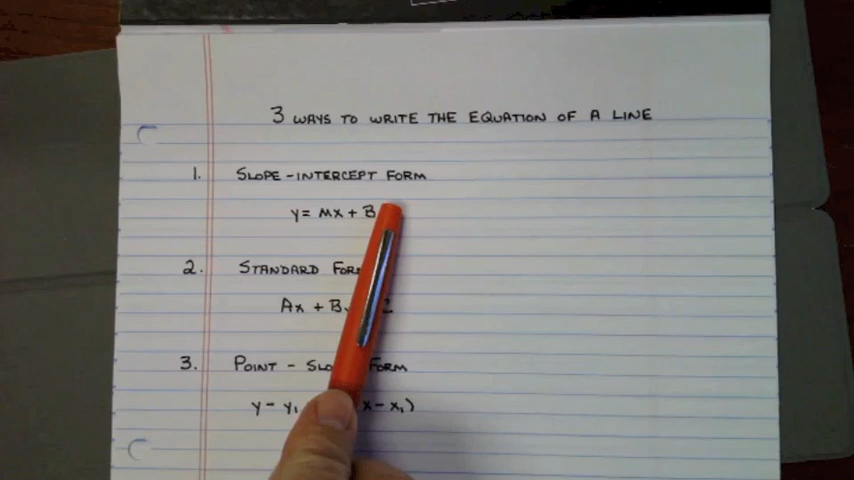 3 WAYS TO WRITE THE EQUATION OF A LINE
1. SLOPE-INTERCEPT FORM
y = MX + B
2. STANDARD
AX + B
3. POINT - FORM
y - y₁ x - x₁)